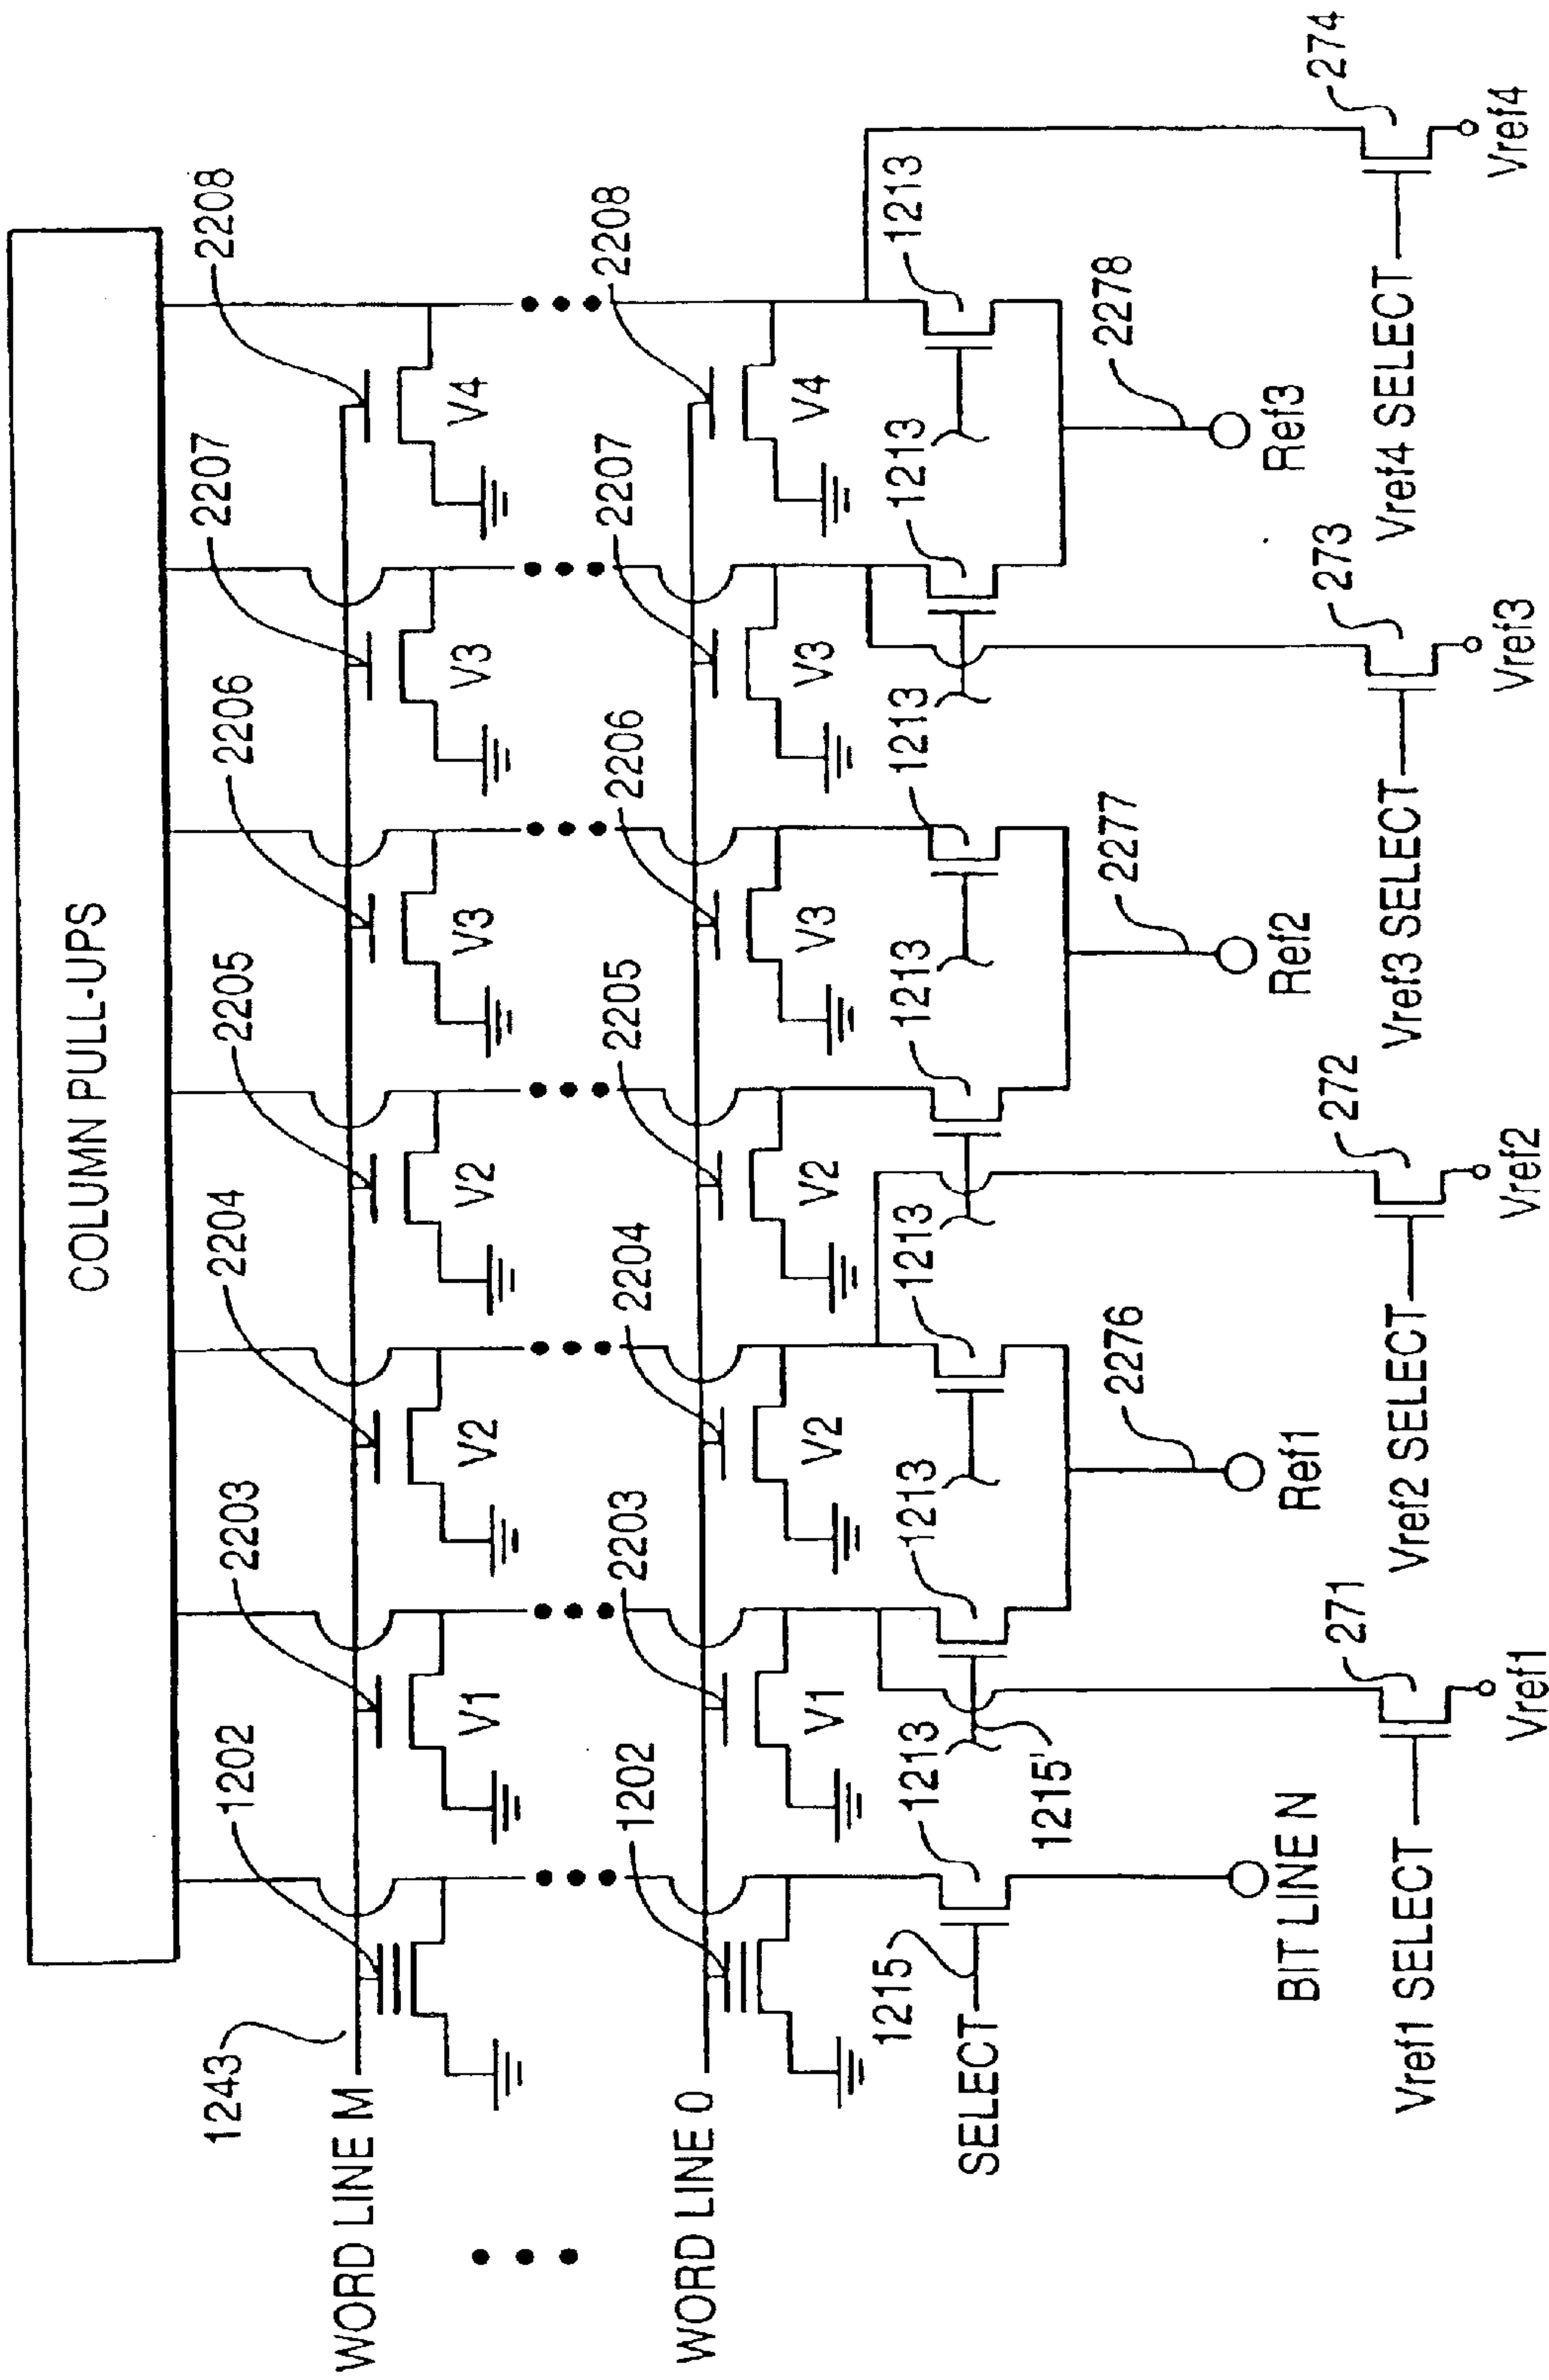 COLUMN PULL-UPS
1243
1202
2203
2204
2205
2206
2207
2208
WORD LINE M
V1
V2
V2
V3
V3
V4
1202
2203
2204
2205
2206
2207
2208
WORD LINE 0
V1
V2
V2
V3
V3
V4
1215
1213
1213
1213
1213
1213
1213
1213
SELECT
1215'
2276
2277
2278
BIT LINE N
Ref1
Ref2
Ref3
271
272
273
274
Vref1 SELECT
Vref2 SELECT
Vref3 SELECT
Vref4 SELECT
Vref1
Vref2
Vref3
Vref4